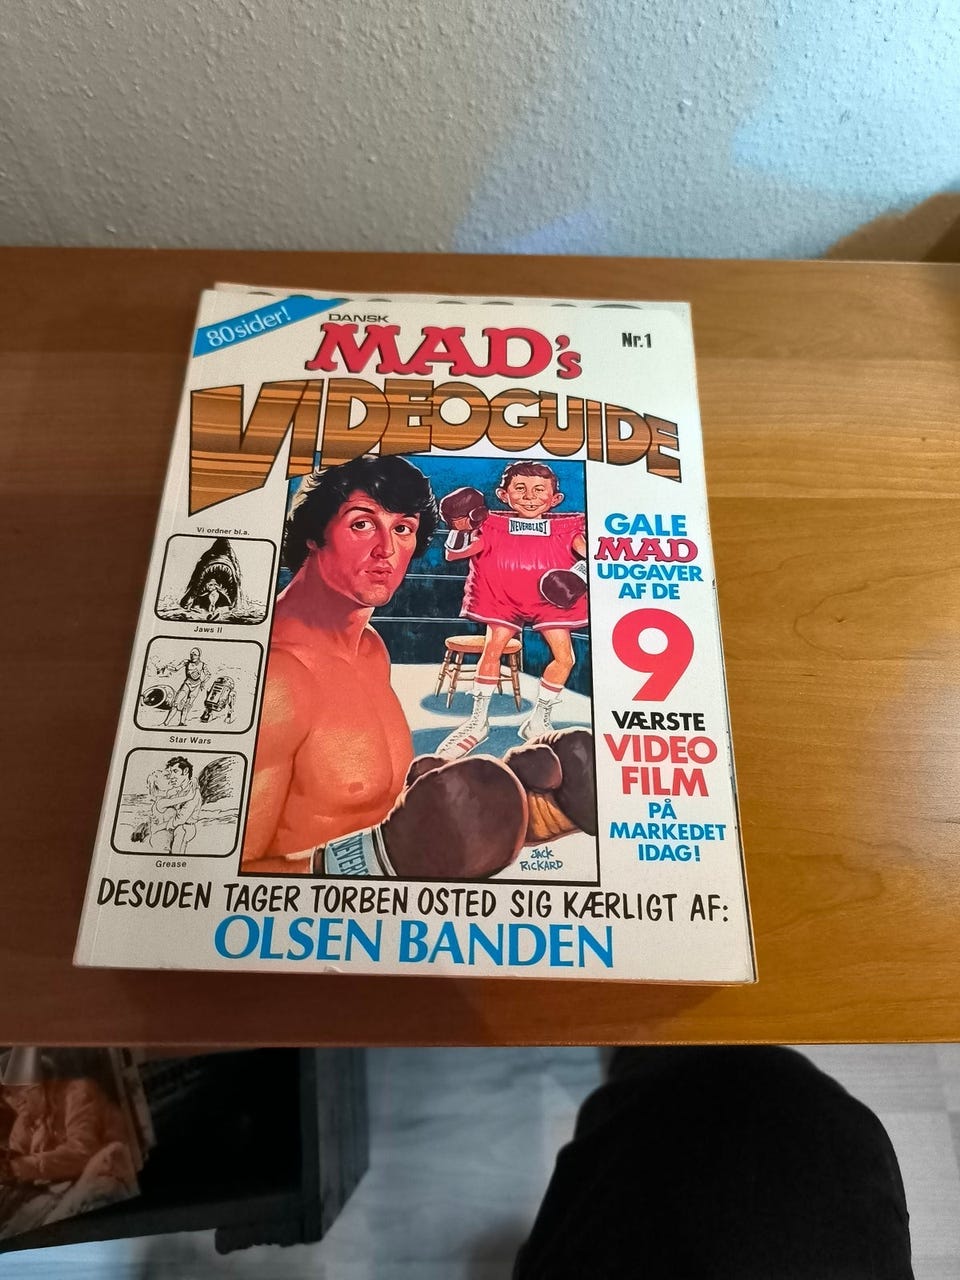 80 sider!
DANSK
MAD's
Nr.1
VIDEOGUIDE
Vi ordner bl.a.
Jaws II
Star Wars
Grease
NEVERLAST
GALE
MAD
UDGAVER
AF DE
9
VÆRSTE
VIDEO
FILM
PÅ
MARKEDET
IDAG!
JACK
RICKARD
DESUDEN TAGER TORBEN OSTED SIG KÆRLIGT AF:
OLSEN BANDEN